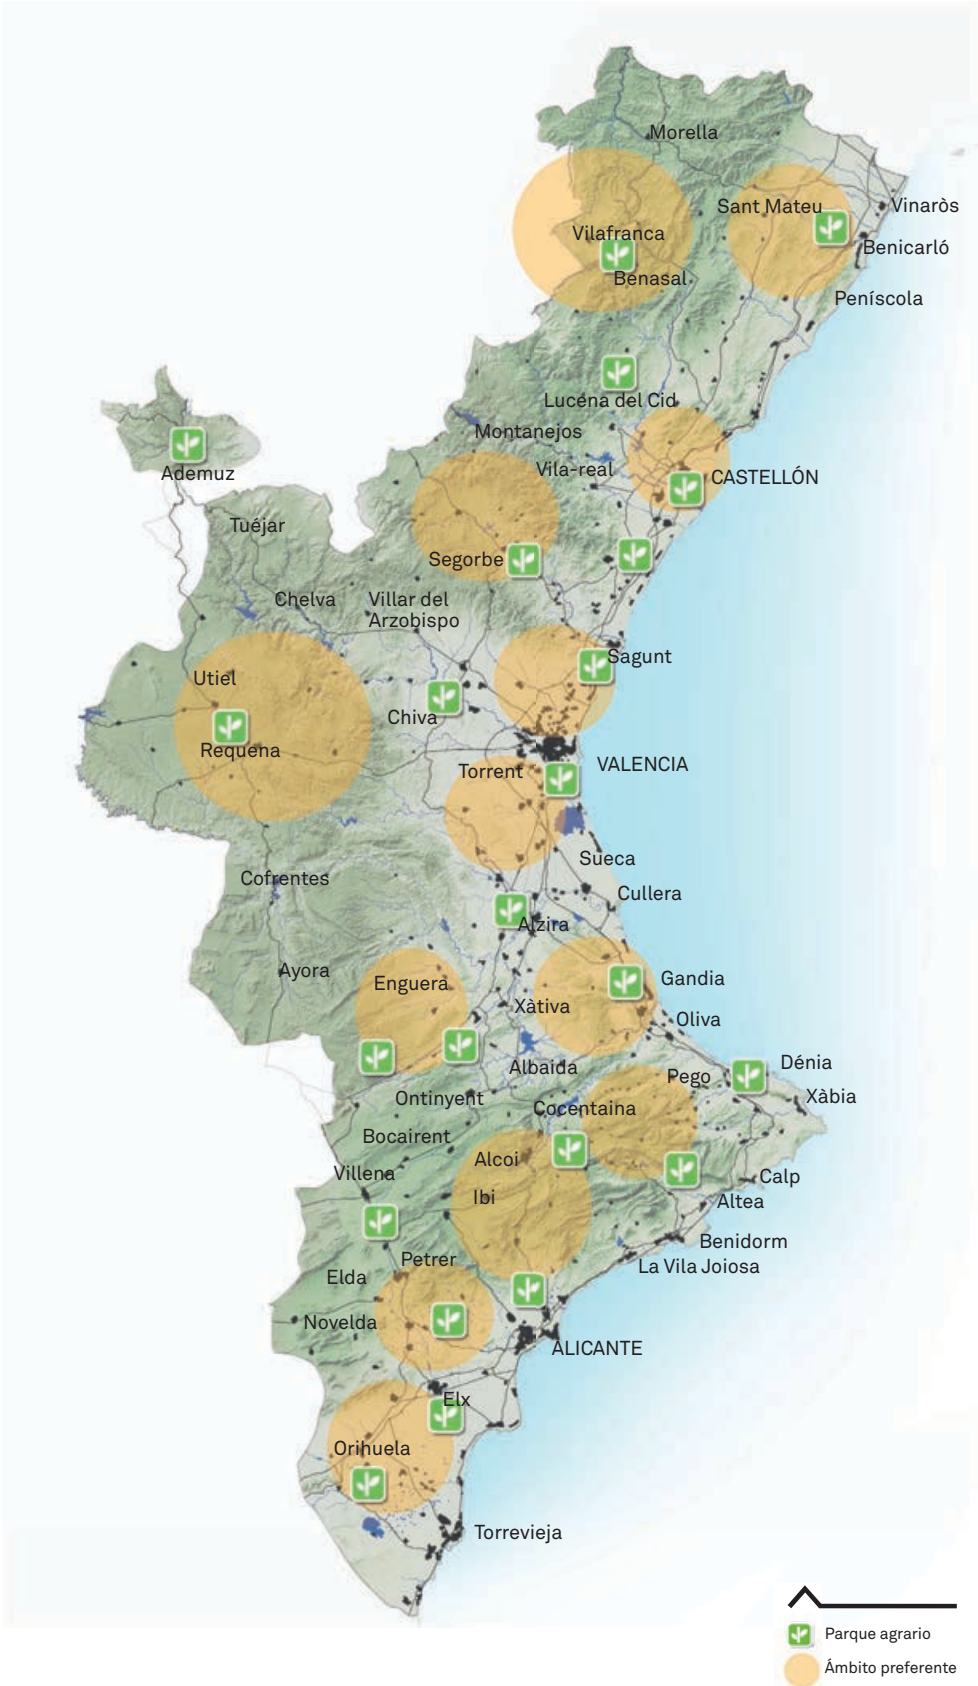 Morella
Sant Mateu
Vinaròs
Vilafranca
Benicarló
Benasal
Peníscola
Lucena del Cid
Montanejos
Vila-real
Ademuz
CASTELLÓN
Tuéjar
Segorbe
Chelva
Villar del
Arzobispo
Sagunt
Utiel
Chiva
Requena
VALENCIA
Torrent
Sueca
Cofrentes
Cullera
Alzira
Ayora
Enguera
Gandia
Xàtiva
Oliva
Albaida
Dénia
Pego
Ontinyent
Xàbia
Cocentaina
Bocairent
Alcoi
Villena
Calp
Ibi
Altea
Benidorm
Petrer
La Vila Joiosa
Elda
Novelda
ALICANTE
Elx
Orihuela
Torrevieja
Parque agrario
Ámbito preferente